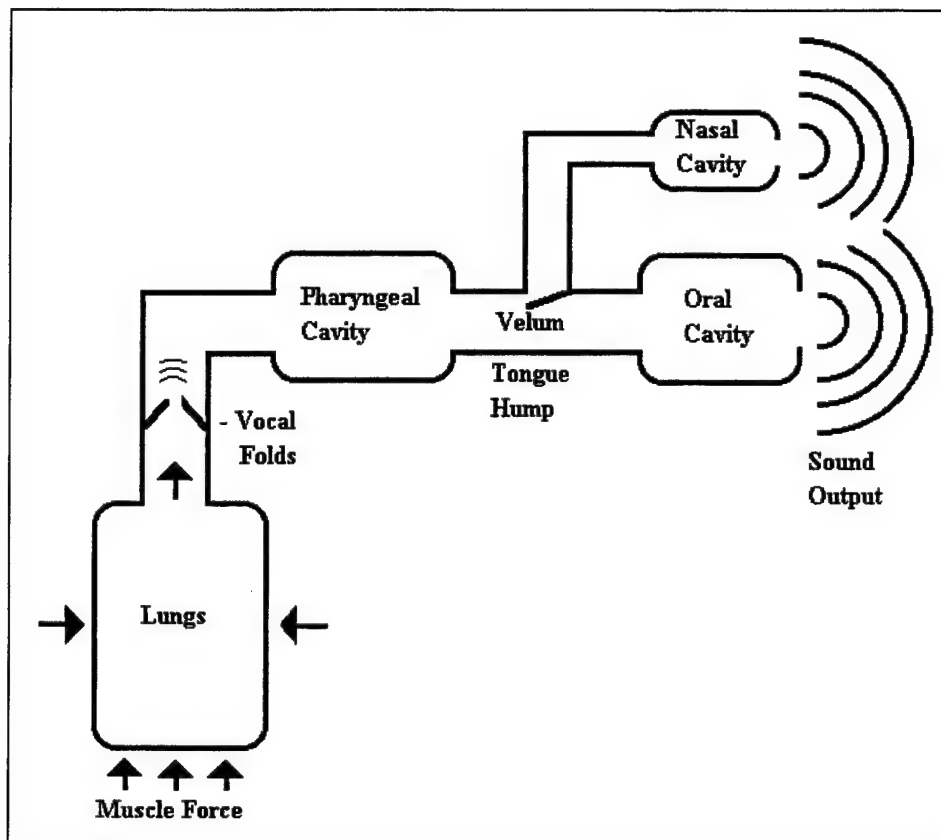 Nasal
Cavity
Pharyngeal
Cavity
Velum
Oral
Cavity
Tongue
Hump
- Vocal
Folds
Sound
Output
Lungs
Muscle Force